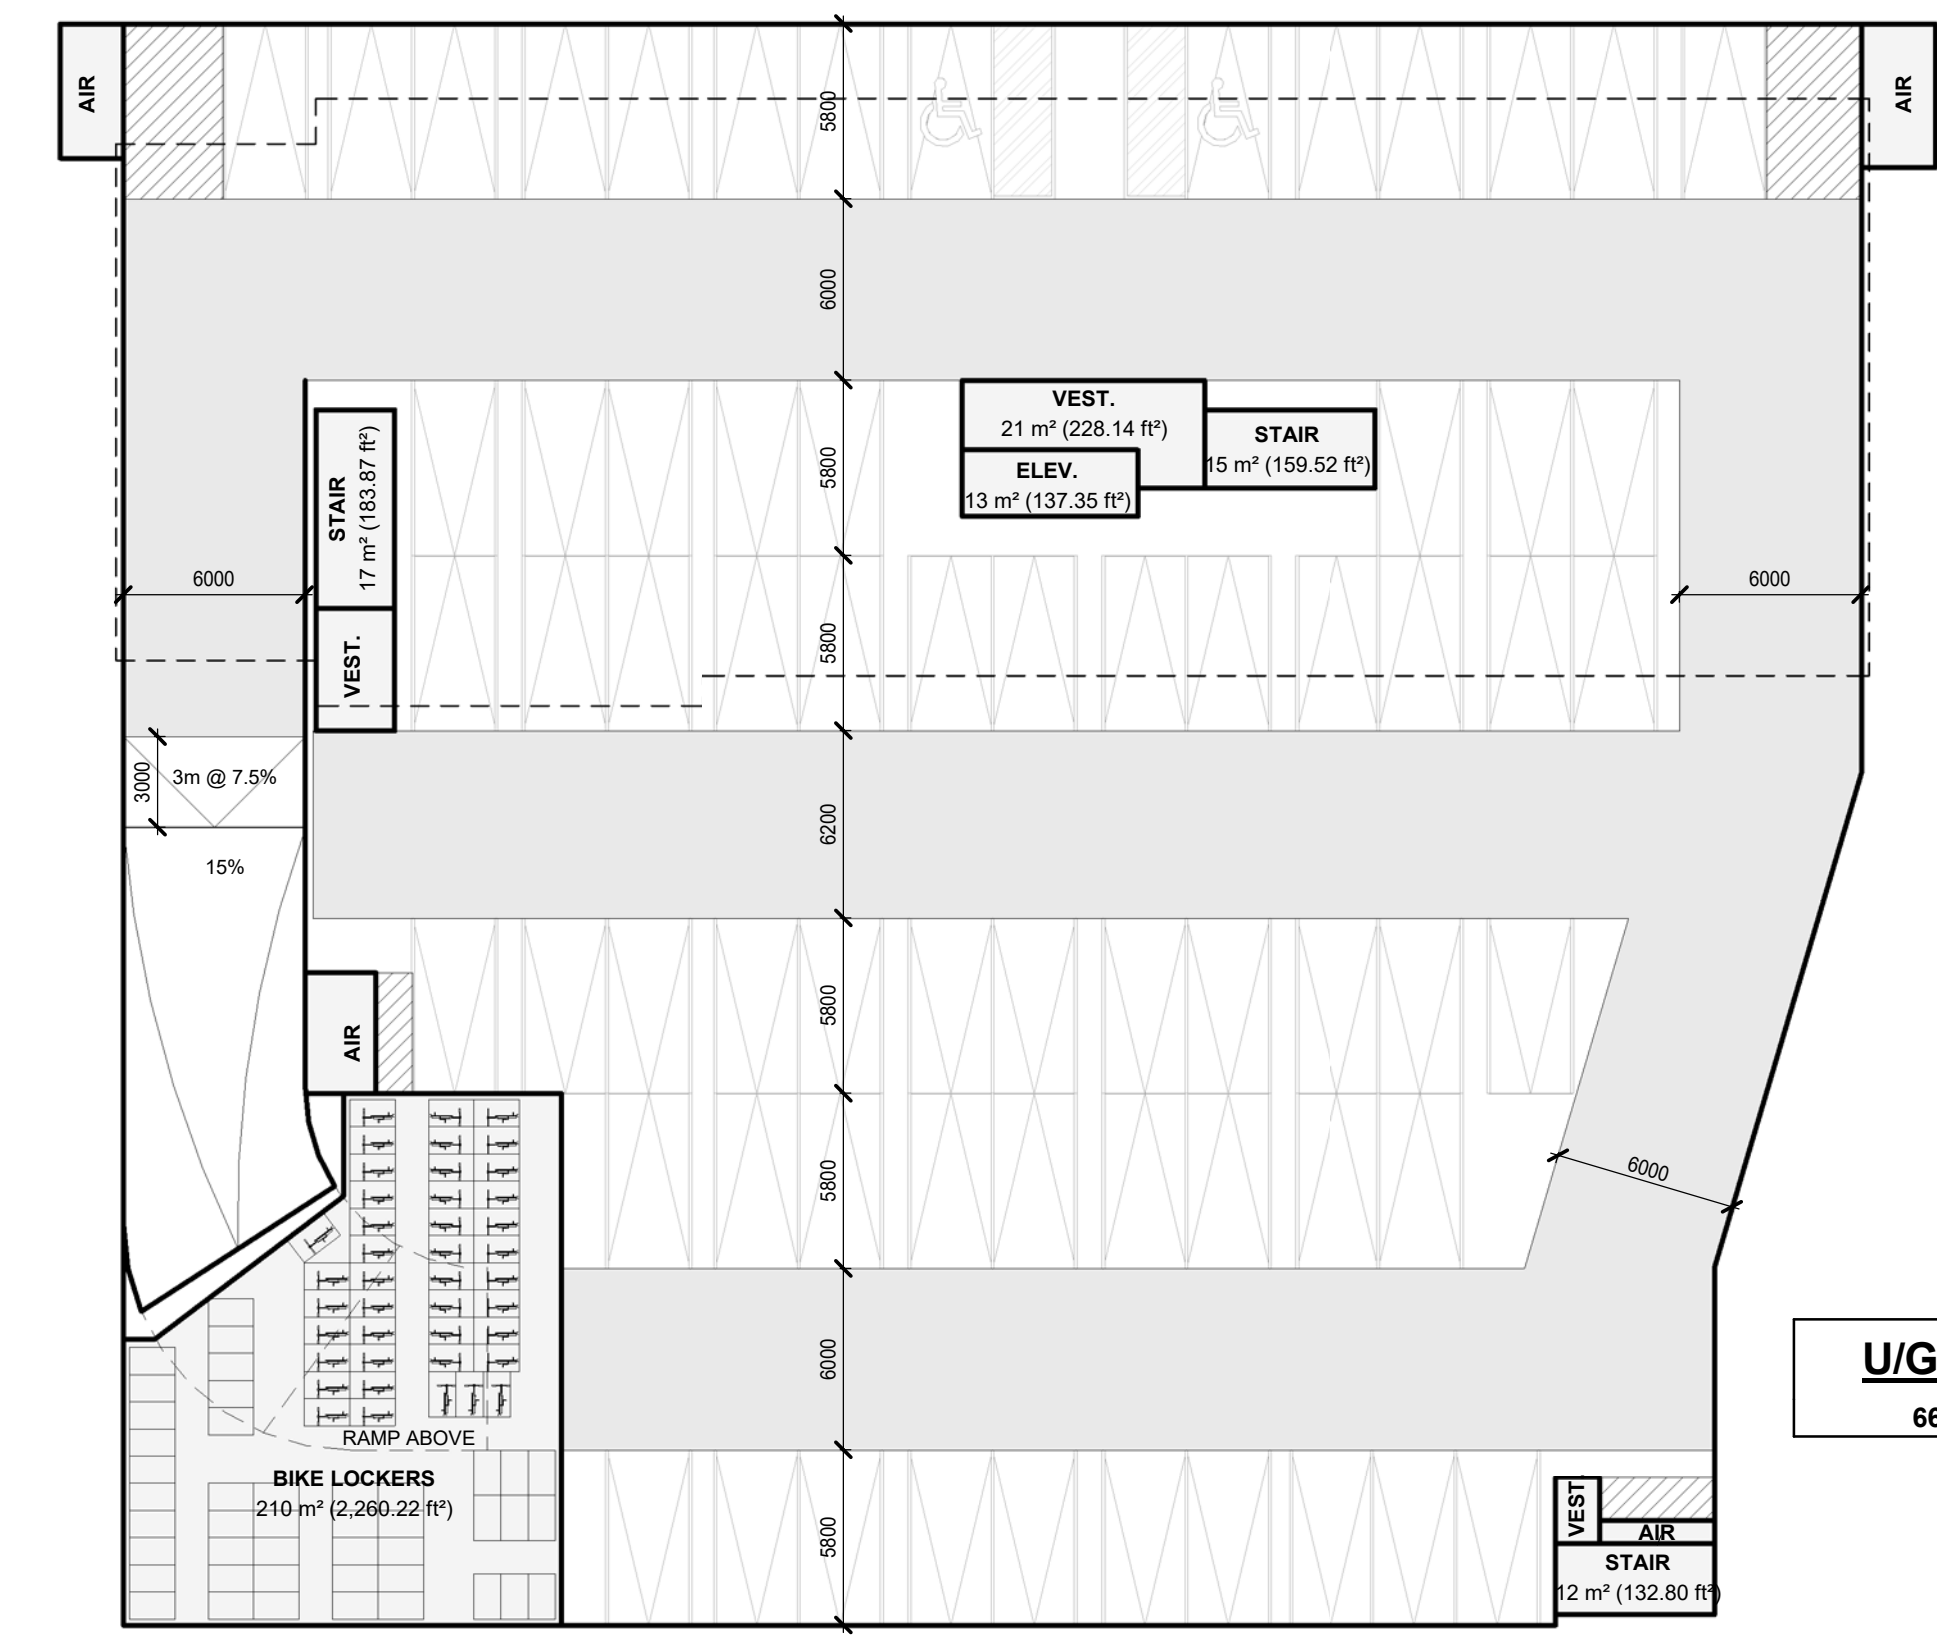 AIR
AIR
5800
6000
VEST.
21 m² (228.14 ft²)
STAIR
15 m² (159.52 ft²)
ELEV.
13 m² (137.35 ft²)
5800
STAIR
17 m² (183.87 ft²)
6000
6000
5800
VEST.
3000
3m @ 7.5%
6200
15%
5800
AIR
5800
6000
6000
U/G
66
RAMP ABOVE
BIKE LOCKERS
210 m² (2,260.22 ft²)
5800
VEST.
AIR
STAIR
12 m² (132.80 ft²)